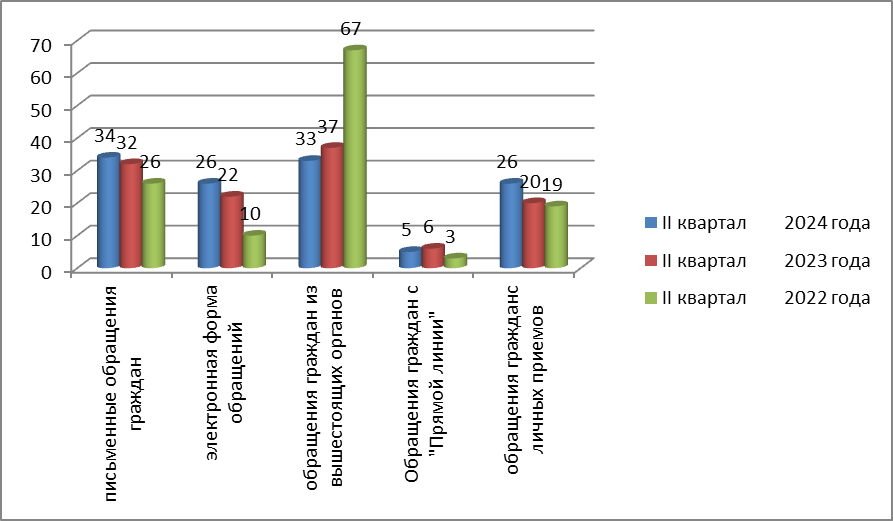 70
60
50
40
30
20
10
0
34
32
26
26
22
10
33
37
67
5
6
3
26
20
19
письменные обращения
граждан
электронная форма
обращений
обращения граждан из
вышестоящих органов
Обращения граждан с
"Прямой линии"
обращения гражданс
личных приемов
II квартал 2024 года
II квартал 2023 года
II квартал 2022 года